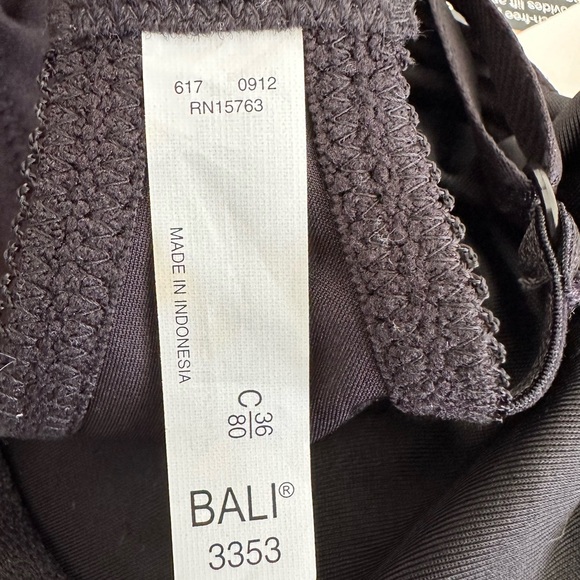 617 0912
RN15763
MADE IN INDONESIA
C 36
80
BALI®
3353